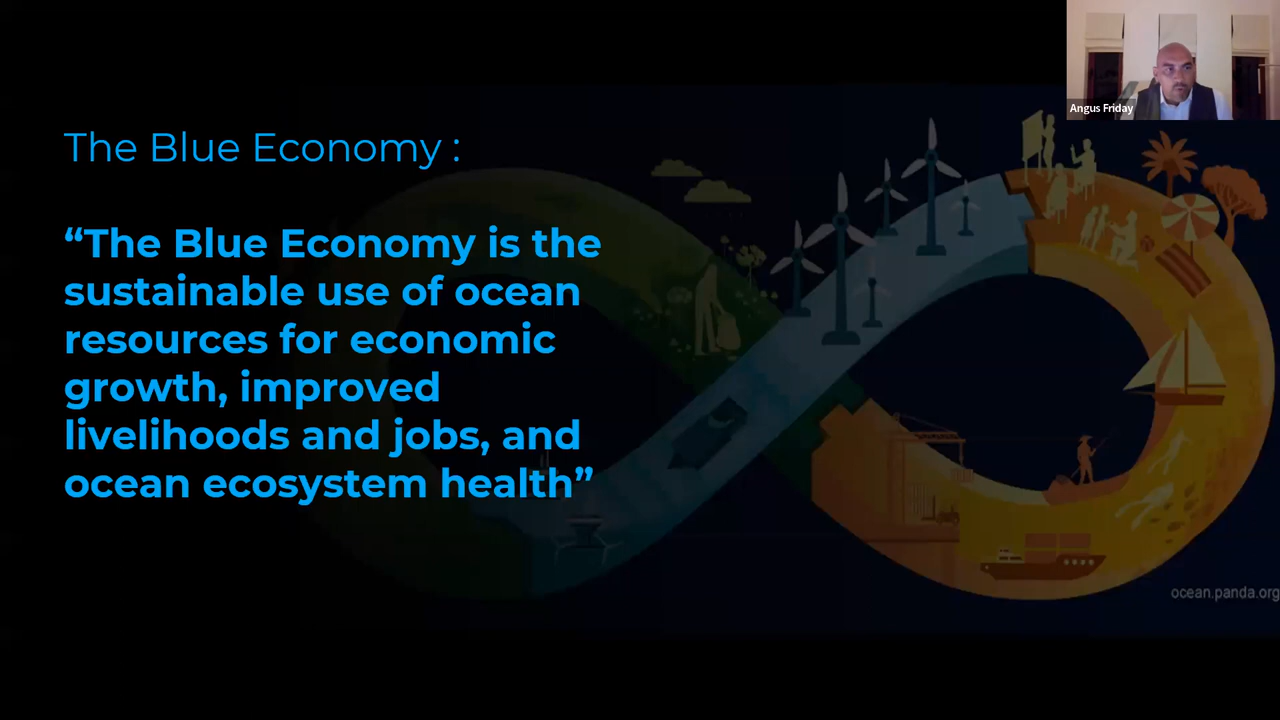 Angus Friday
The Blue Economy :
“The Blue Economy is the
sustainable use of ocean
resources for economic
growth, improved
livelihoods and jobs, and
ocean ecosystem health”
ocean.panda.org